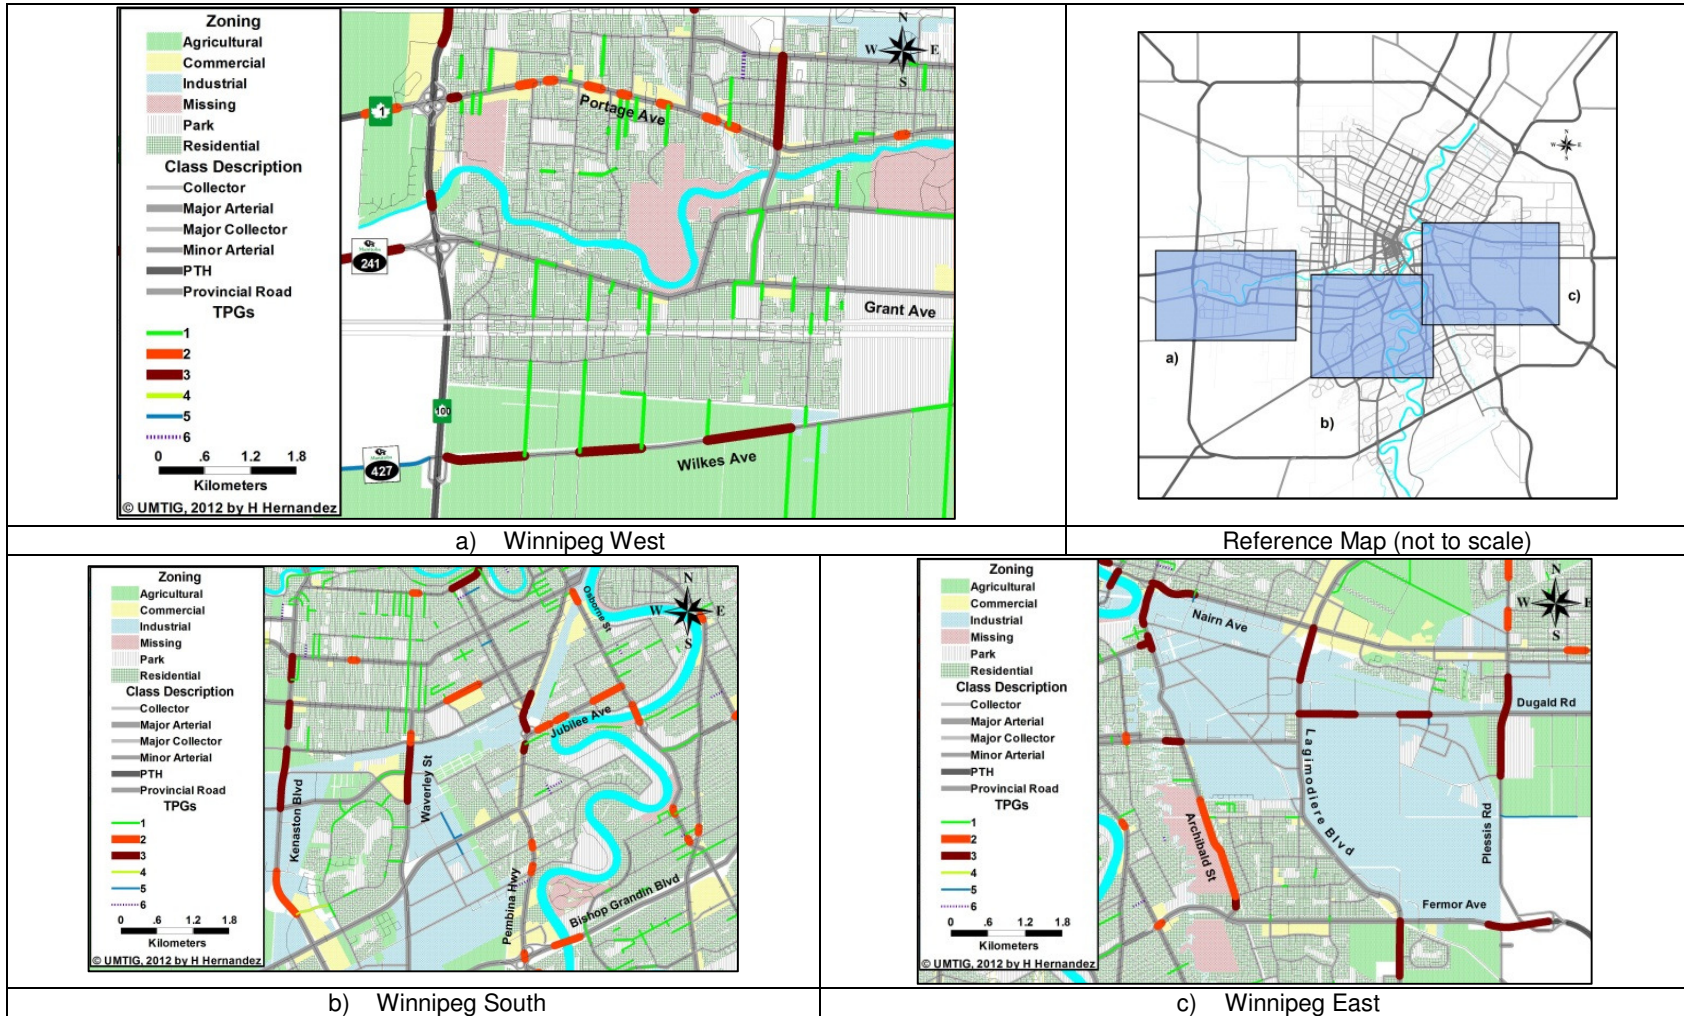 Zoning
Agricultural
Commercial
Industrial
Missing
Park
Residential
Class Description
Collector
Major Arterial
Major Collector
Minor Arterial
PTH
Provincial Road
TPGs
1
2
3
4
5
6
0 .6 1.2 1.8
Kilometers
© UMTIG, 2012 by H Hernandez
N
W E
S
1
Portage Ave
241
Grant Ave
100
427
Wilkes Ave
a) Winnipeg West
N
W E
S
a)
b)
c)
Reference Map (not to scale)
Zoning
Agricultural
Commercial
Industrial
Missing
Park
Residential
Class Description
Collector
Major Arterial
Major Collector
Minor Arterial
PTH
Provincial Road
TPGs
1
2
3
4
5
6
0 .6 1.2 1.8
Kilometers
© UMTIG, 2012 by H Hernandez
N
W E
S
Osborne St
Jubilee Ave
Waverley St
Kenaston Blvd
Pembina Hwy
Bishop Grandin Blvd
b) Winnipeg South
Zoning
Agricultural
Commercial
Industrial
Missing
Park
Residential
Class Description
Collector
Major Arterial
Major Collector
Minor Arterial
PTH
Provincial Road
TPGs
1
2
3
4
5
6
0 .6 1.2 1.8
Kilometers
© UMTIG, 2012 by H Hernandez
N
W E
S
Nairn Ave
Dugald Rd
Lagimodiere Blvd
Plessis Rd
Archibald St
Fermor Ave
c) Winnipeg East